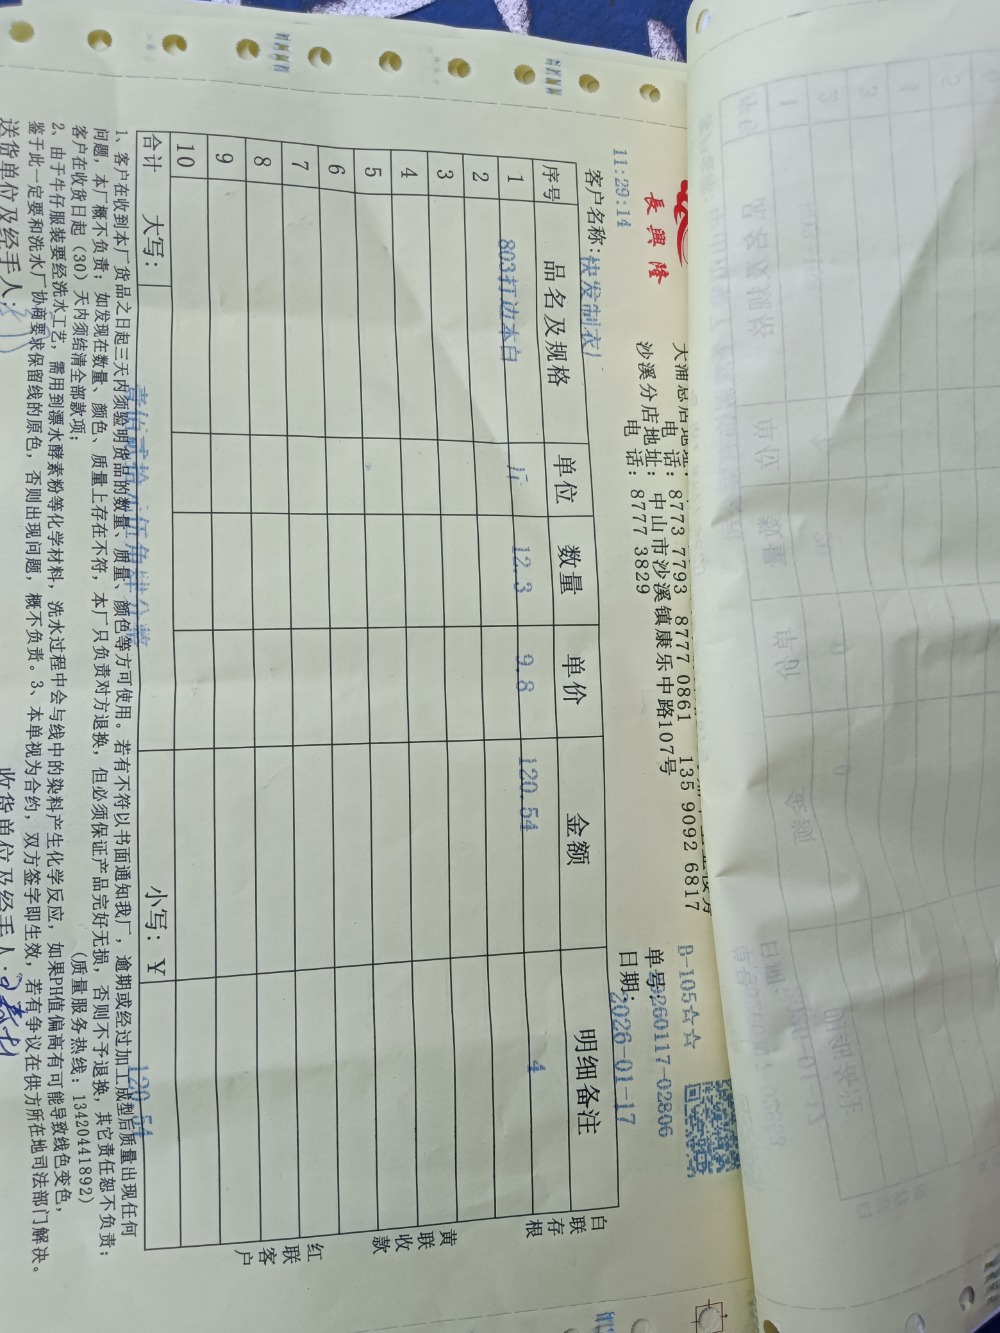 長興隆
电 话：8773 7793 8777 0861 135 9092 6817
沙溪分店地址：中山市沙溪镇康乐中路107号
电 话：8777 3829
11:29:14
B-105☆☆
单号：
260117-02806
日期：2026-01-17
客户名称：快发制衣
序号 品名及规格 单位 数量 单价 金额 明细备注
1 803打边本白 12.3 9.8 120.54 4
2
3
4
5
6
7
8
9
10
合计 大写： 小写：¥ 120.54
白联存根
黄联收款
红联客户
1、客户在收到本厂货品之日起三天内须验明货品的数量、质量、颜色等方可使用。若有不符以书面通知我厂，逾期或经过加工成型后质量出现任何
问题，本厂概不负责；如发现在数量、颜色、质量上存在不符，本厂只负责对方退换，但必须保证产品完好无损，否则不予退换，其它责任恕不负责；
客户在收货日起（30）天内须结清全部款项； （质量服务热线：13420441892）
2、由于牛仔服装要经洗水工艺，需用到漂水酵素粉等化学材料，洗水过程中会与线中的染料产生化学反应，如果PH值偏高有可能导致线色变色，
鉴于此一定要和洗水厂协商要求保留线的原色，否则出现问题，概不负责。3、本单视为合约，双方签字即生效，若有争议在供方所在地司法部门解决。
送货单位及经手人： 收货单位及经手人：